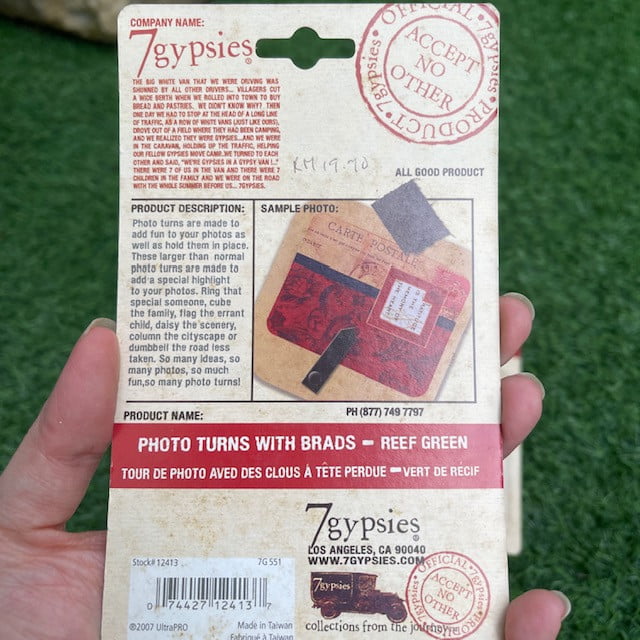 COMPANY NAME:
7gypsies®
THE BIG WHITE VAN THAT WE WERE DRIVING WAS
SHUNNED BY ALL OTHER DRIVERS... VILLAGERS CUT
A WIDE BERTH WHEN WE ROLLED INTO TOWN TO BUY
BREAD AND PASTRIES. WE DIDN'T KNOW WHY? THEN
ONE DAY WE HAD TO STOP AT THE HEAD OF A LONG LINE
OF TRAFFIC, AS A ROW OF WHITE VANS (JUST LIKE OURS),
DROVE OUT OF A FIELD WHERE THEY HAD BEEN CAMPING,
AND WE REALIZED THEY WERE GYPSIES...AND WE WERE
IN THE CARAVAN, HOLDING UP THE TRAFFIC, HELPING
OUR FELLOW GYPSIES MOVE CAMP.WE TURNED TO EACH
OTHER AND SAID, "WE'RE GYPSIES IN A GYPSY VAN !..."
THERE WERE 7 OF US IN THE VAN AND THERE WERE 7
CHILDREN IN THE FAMILY AND WE WERE ON THE ROAD
WITH THE WHOLE SUMMER BEFORE US... 7GYPSIES.
OFFICIAL 7gypsies PRODUCT 7gypsies
ACCEPT
NO
OTHER
RM 19.90
ALL GOOD PRODUCT
PRODUCT DESCRIPTION:
Photo turns are made to
add fun to your photos as
well as hold them in place.
These larger than normal
photo turns are made to
add a special highlight
to your photos. Ring that
special someone, cube
the family, flag the errant
child, daisy the scenery,
column the cityscape or
dumbbell the road less
taken. So many ideas, so
many photos, so much
fun,so many photo turns!
SAMPLE PHOTO:
CARTE POSTALE
PH (877) 749 7797
PRODUCT NAME:
PHOTO TURNS WITH BRADS – REEF GREEN
TOUR DE PHOTO AVED DES CLOUS À TÊTE PERDUE – VERT DE RÉCIF
7gypsies®
LOS ANGELES, CA 90040
WWW.7GYPSIES.COM
7gypsies
collections from the journey
OFFICIAL PRODUCT
ACCEPT
NO
OTHER
Stock# 12413 7G 551
0 74427 12413 7
©2007 UltraPRO Made in Taiwan
Fabriqué à Taiwan